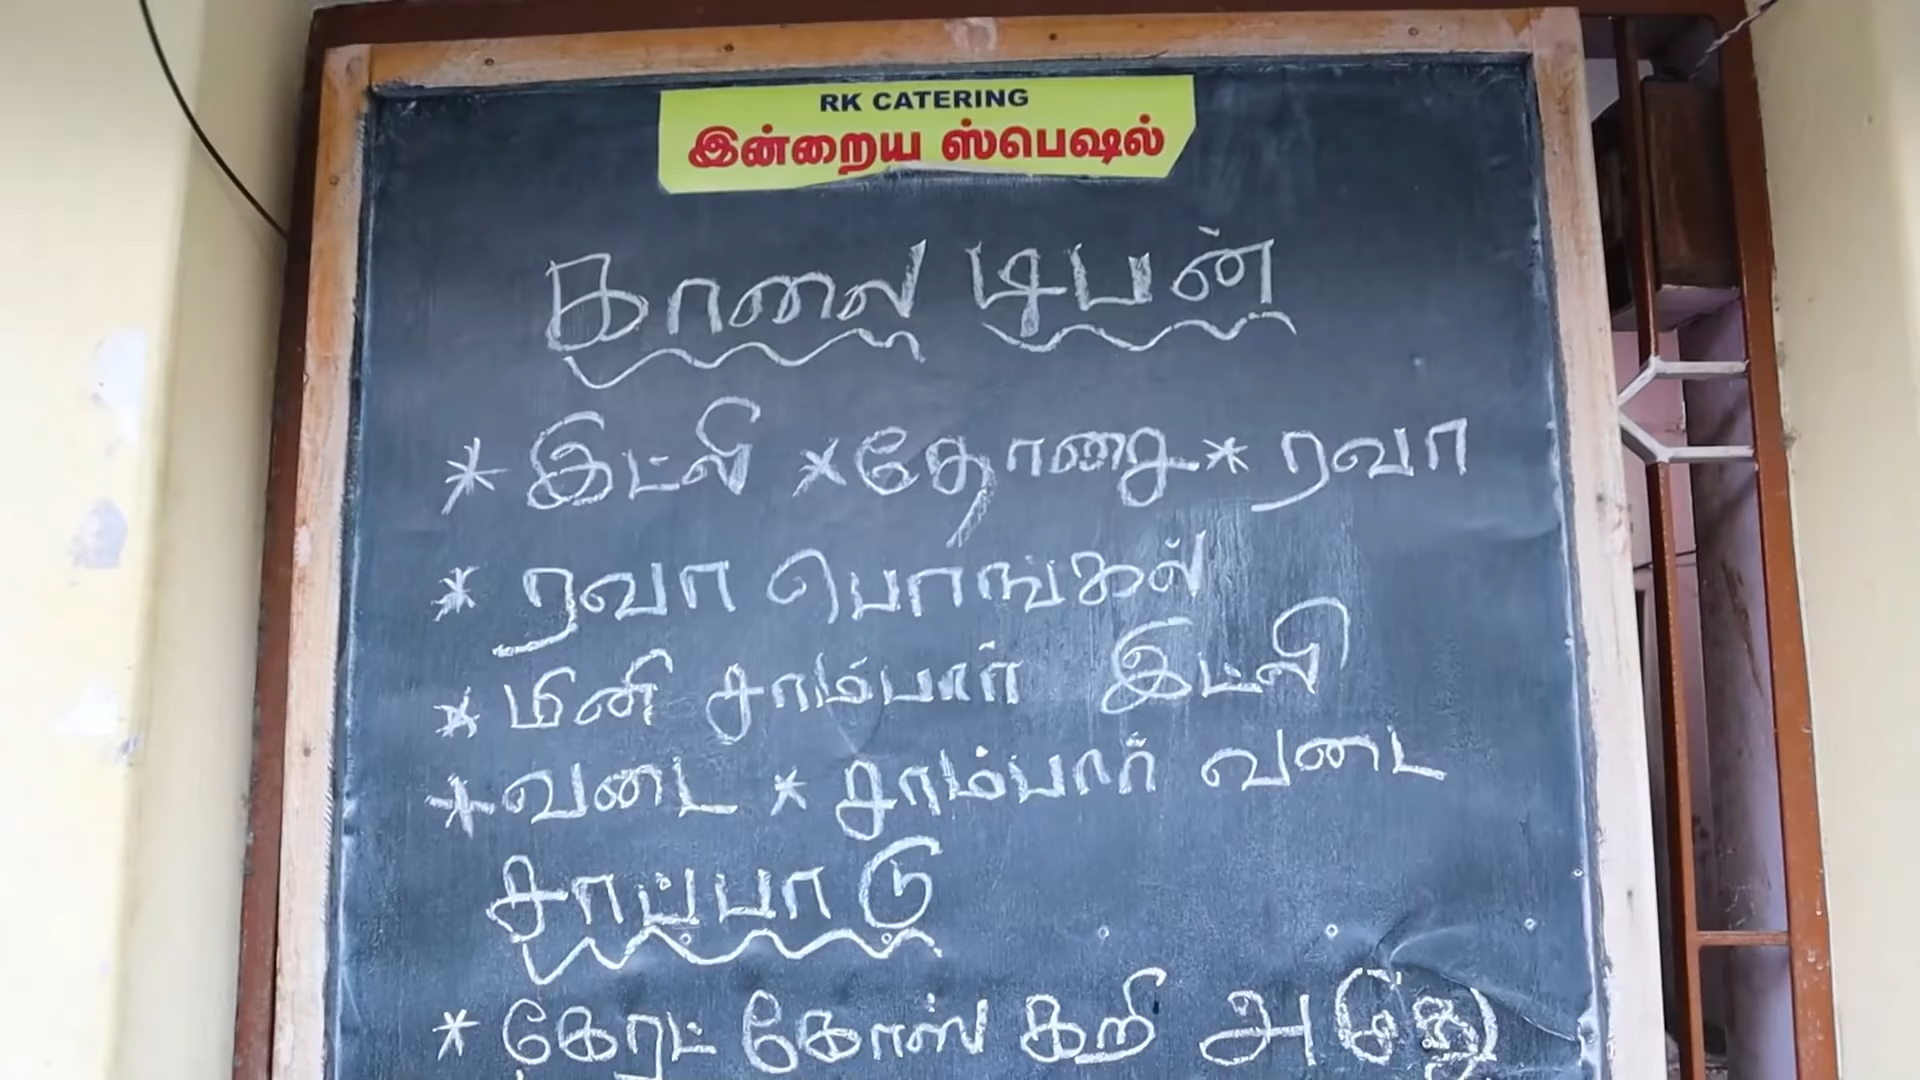 RK CATERING
இன்றைய ஸ்பெஷல்
காலை டிபன்
* இட்லி * தோசை * ரவா
* ரவா பொங்கல்
* மினி சாம்பார் இட்லி
* வடை * சாம்பார் வடை
சாப்பாடு
* கேரட் கோஸ் கறி